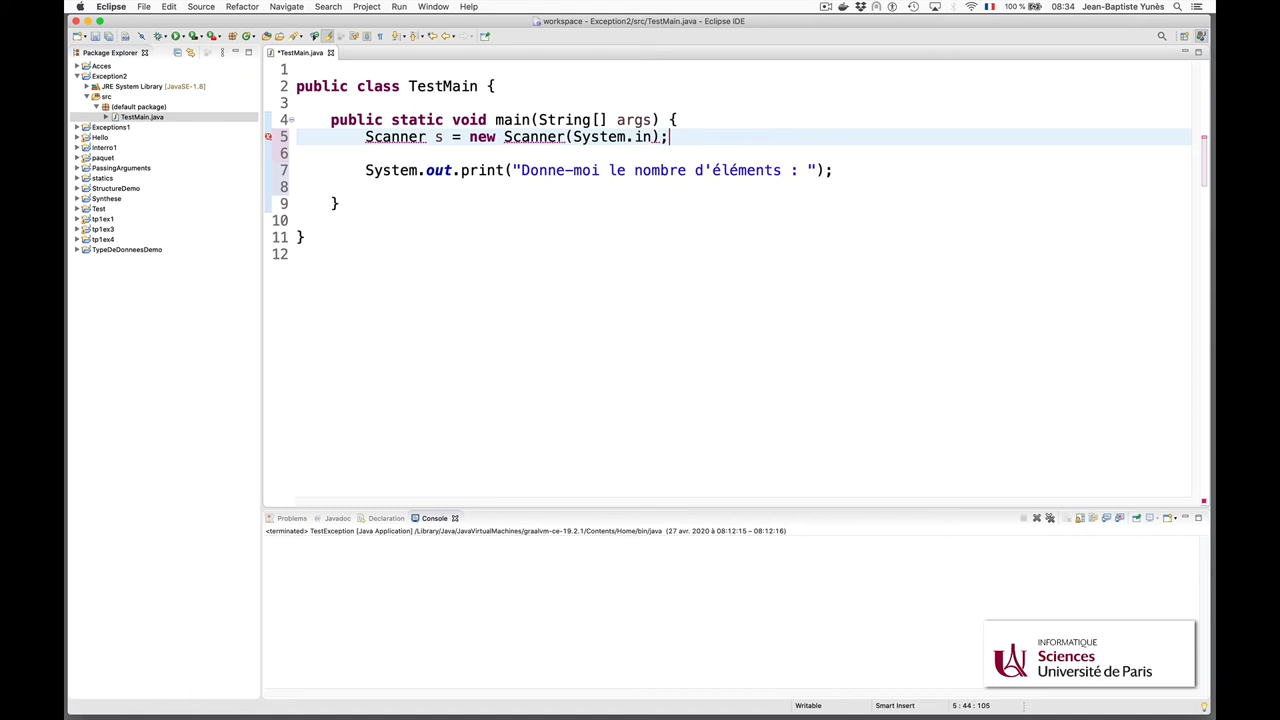 Eclipse File Edit Source Refactor Navigate Search Project Run Window Help 100 % 08:34 Jean-Baptiste Yunès
workspace - Exception2/src/TestMain.java - Eclipse IDE
Package Explorer
Acces
Exception2
JRE System Library [JavaSE-1.8]
src
(default package)
TestMain.java
Exceptions1
Hello
Interro1
paquet
PassingArguments
statics
StructureDemo
Synthese
Test
tp1ex1
tp1ex3
tp1ex4
TypeDeDonneesDemo
*TestMain.java
1
2 public class TestMain {
3
4 public static void main(String[] args) {
5 Scanner s = new Scanner(System.in);
6
7 System.out.print("Donne-moi le nombre d'éléments : ");
8
9 }
10
11 }
12
Problems Javadoc Declaration Console
<terminated> TestException [Java Application] /Library/Java/JavaVirtualMachines/graalvm-ce-19.2.1/Contents/Home/bin/java (27 avr. 2020 à 08:12:15 – 08:12:16)
INFORMATIQUE
Sciences
Université de Paris
Writable Smart Insert 5 : 44 : 105